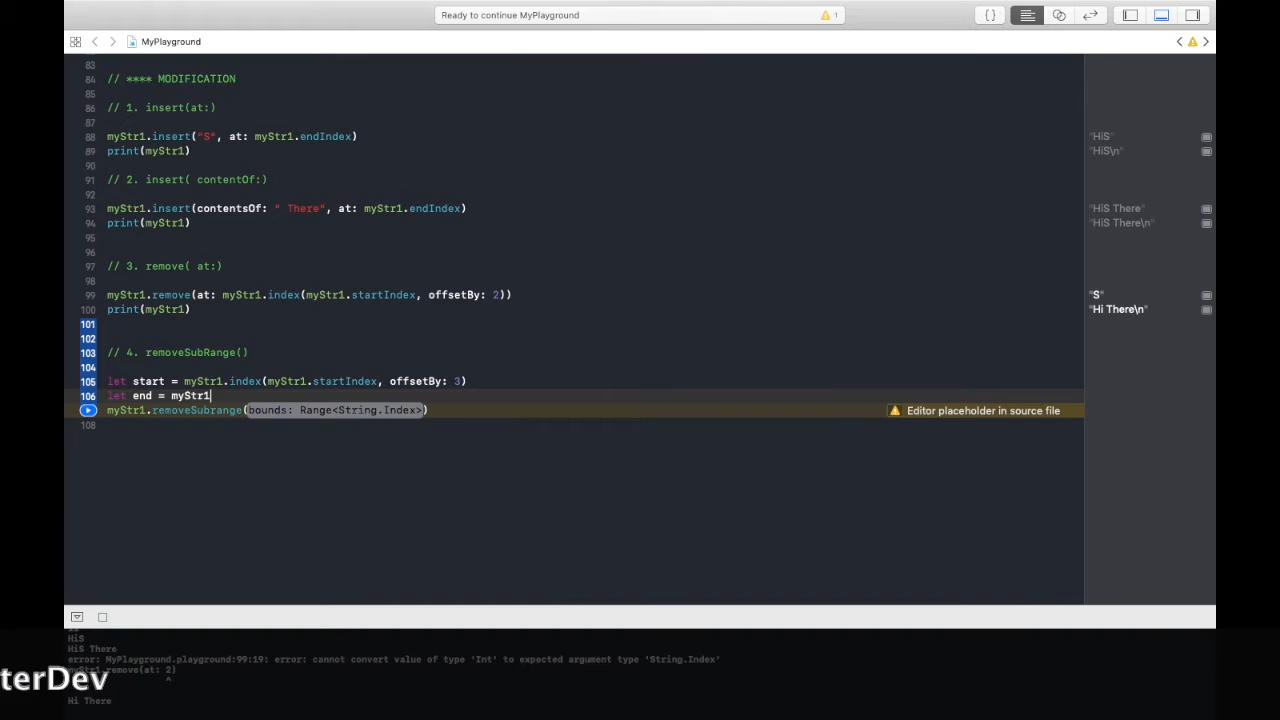 Ready to continue MyPlayground
1
{ }
MyPlayground
83
84 // **** MODIFICATION
85
86 // 1. insert(at:)
87
88 myStr1.insert("S", at: myStr1.endIndex)
"HiS"
89 print(myStr1)
"HiS\n"
90
91 // 2. insert( contentOf:)
92
93 myStr1.insert(contentsOf: " There", at: myStr1.endIndex)
"HiS There"
94 print(myStr1)
"HiS There\n"
95
96
97 // 3. remove( at:)
98
99 myStr1.remove(at: myStr1.index(myStr1.startIndex, offsetBy: 2))
"S"
100 print(myStr1)
"Hi There\n"
101
102
103 // 4. removeSubRange()
104
105 let start = myStr1.index(myStr1.startIndex, offsetBy: 3)
106 let end = myStr1
myStr1.removeSubrange(bounds: Range<String.Index>)
Editor placeholder in source file
108
HiS
HiS There
error: MyPlayground.playground:99:19: error: cannot convert value of type 'Int' to expected argument type 'String.Index'
myStr1.remove(at: 2)
^
Hi There
terDev